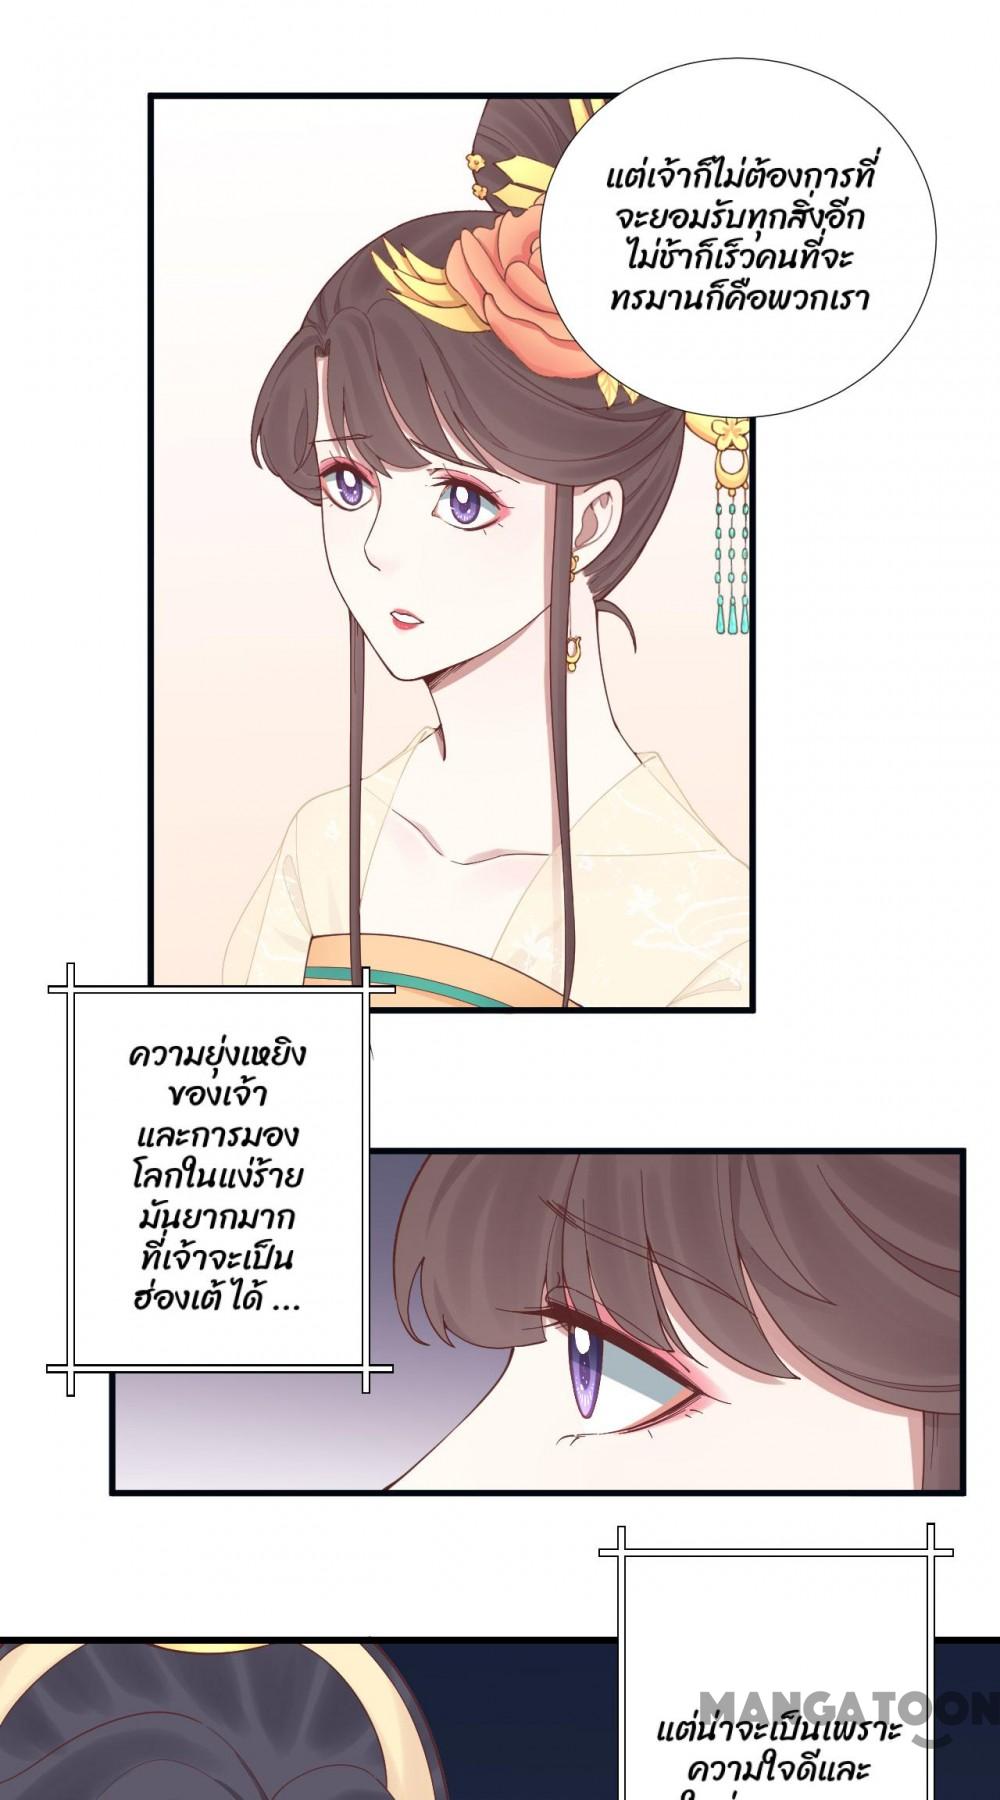 แต่เจ้าก็ไม่ต้องการที่
จะยอมรับทุกสิ่งอีก
ไม่ช้าก็เร็วคนที่จะ
ทรมานก็คือพวกเรา
ความยุ่งเหยิง
ของเจ้า
และการมอง
โลกในแง่ร้าย
มันยากมาก
ที่เจ้าจะเป็น
ฮ่องเต้ ได้ ...
MANGATOON
แต่น่าจะเป็นเพราะ
ความใจดีและ